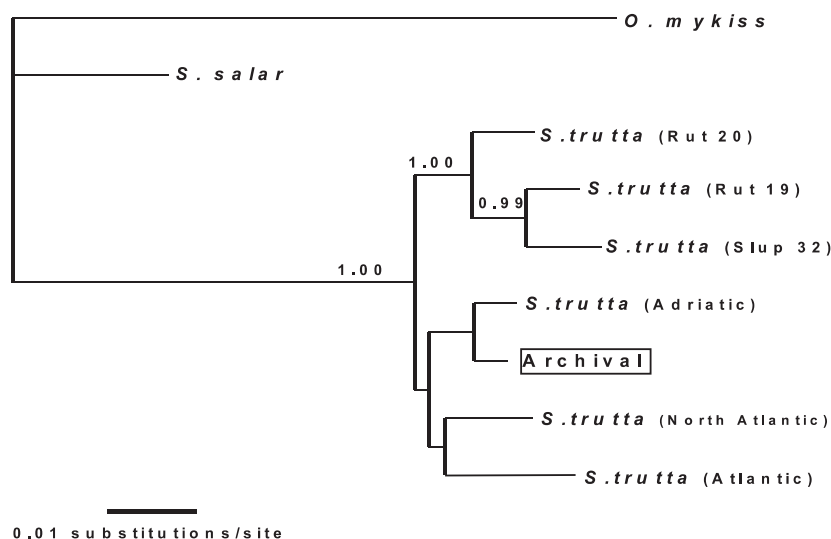 O. mykiss
S. salar
S.trutta (Rut 20)
1.00
S.trutta (Rut 19)
0.99
S.trutta (Slup 32)
1.00
S.trutta (Adriatic)
Archival
S.trutta (North Atlantic)
S.trutta (Atlantic)
0.01 substitutions/site